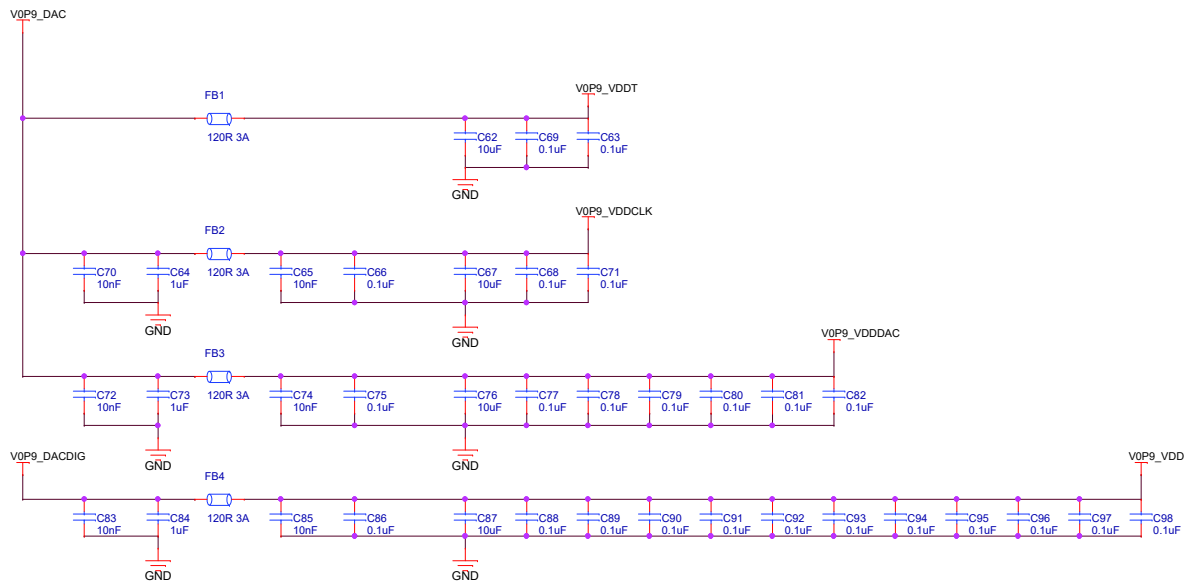 V0P9_DAC
FB1
120R 3A
V0P9_VDDT
C62
10uF
C69
0.1uF
C63
0.1uF
GND
V0P9_VDDCLK
FB2
120R 3A
C70
10nF
C64
1uF
C65
10nF
C66
0.1uF
C67
10uF
C68
0.1uF
C71
0.1uF
GND
GND
V0P9_VDDDAC
FB3
120R 3A
C72
10nF
C73
1uF
C74
10nF
C75
0.1uF
C76
10uF
C77
0.1uF
C78
0.1uF
C79
0.1uF
C80
0.1uF
C81
0.1uF
C82
0.1uF
GND
GND
V0P9_DACDIG
FB4
120R 3A
V0P9_VDD
C83
10nF
C84
1uF
C85
10nF
C86
0.1uF
C87
10uF
C88
0.1uF
C89
0.1uF
C90
0.1uF
C91
0.1uF
C92
0.1uF
C93
0.1uF
C94
0.1uF
C95
0.1uF
C96
0.1uF
C97
0.1uF
C98
0.1uF
GND
GND